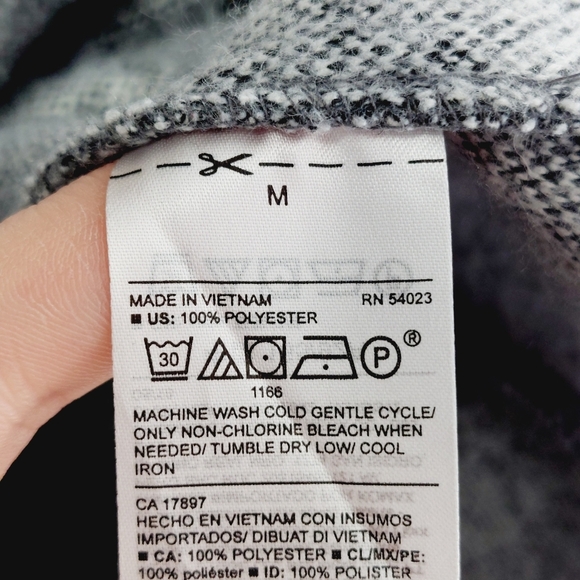 M
MADE IN VIETNAM RN 54023
■ US: 100% POLYESTER
30 P ®
1166
MACHINE WASH COLD GENTLE CYCLE/
ONLY NON-CHLORINE BLEACH WHEN
NEEDED/ TUMBLE DRY LOW/ COOL
IRON
CA 17897
HECHO EN VIETNAM CON INSUMOS
IMPORTADOS/ DIBUAT DI VIETNAM
■ CA: 100% POLYESTER ■ CL/MX/PE:
100% poliéster ■ ID: 100% POLISTER